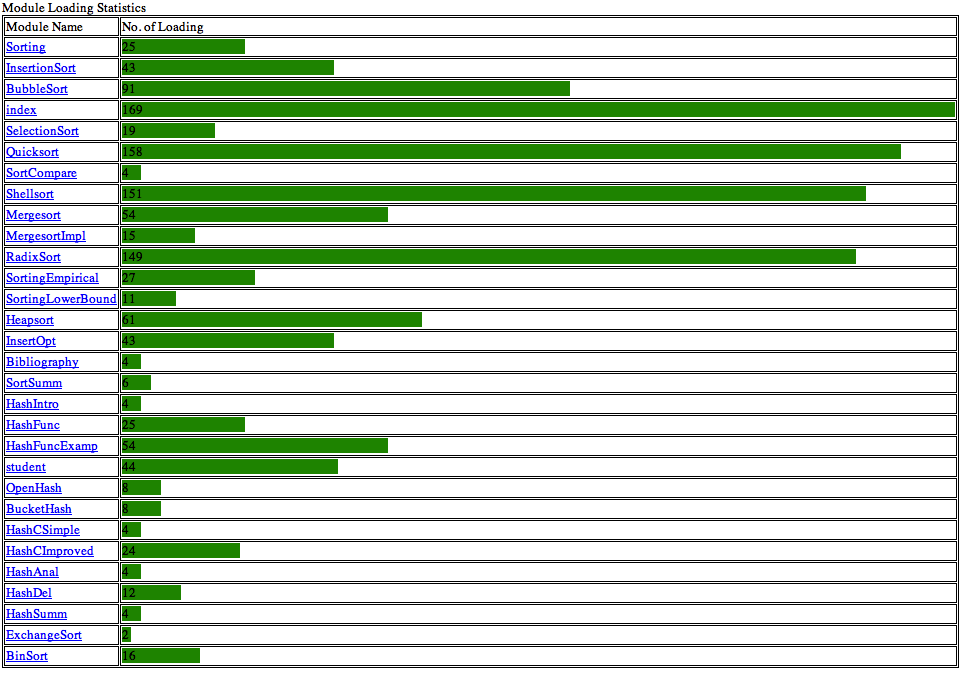 Module Loading Statistics
Module Name No. of Loading
Sorting 25
InsertionSort 43
BubbleSort 91
index 169
SelectionSort 19
Quicksort 158
SortCompare 4
Shellsort 151
Mergesort 54
MergesortImpl 15
RadixSort 149
SortingEmpirical 27
SortingLowerBound 11
Heapsort 61
InsertOpt 43
Bibliography 4
SortSumm 6
HashIntro 4
HashFunc 25
HashFuncExamp 54
student 44
OpenHash 8
BucketHash 8
HashCSimple 4
HashCImproved 24
HashAnal 4
HashDel 12
HashSumm 4
ExchangeSort 2
BinSort 16